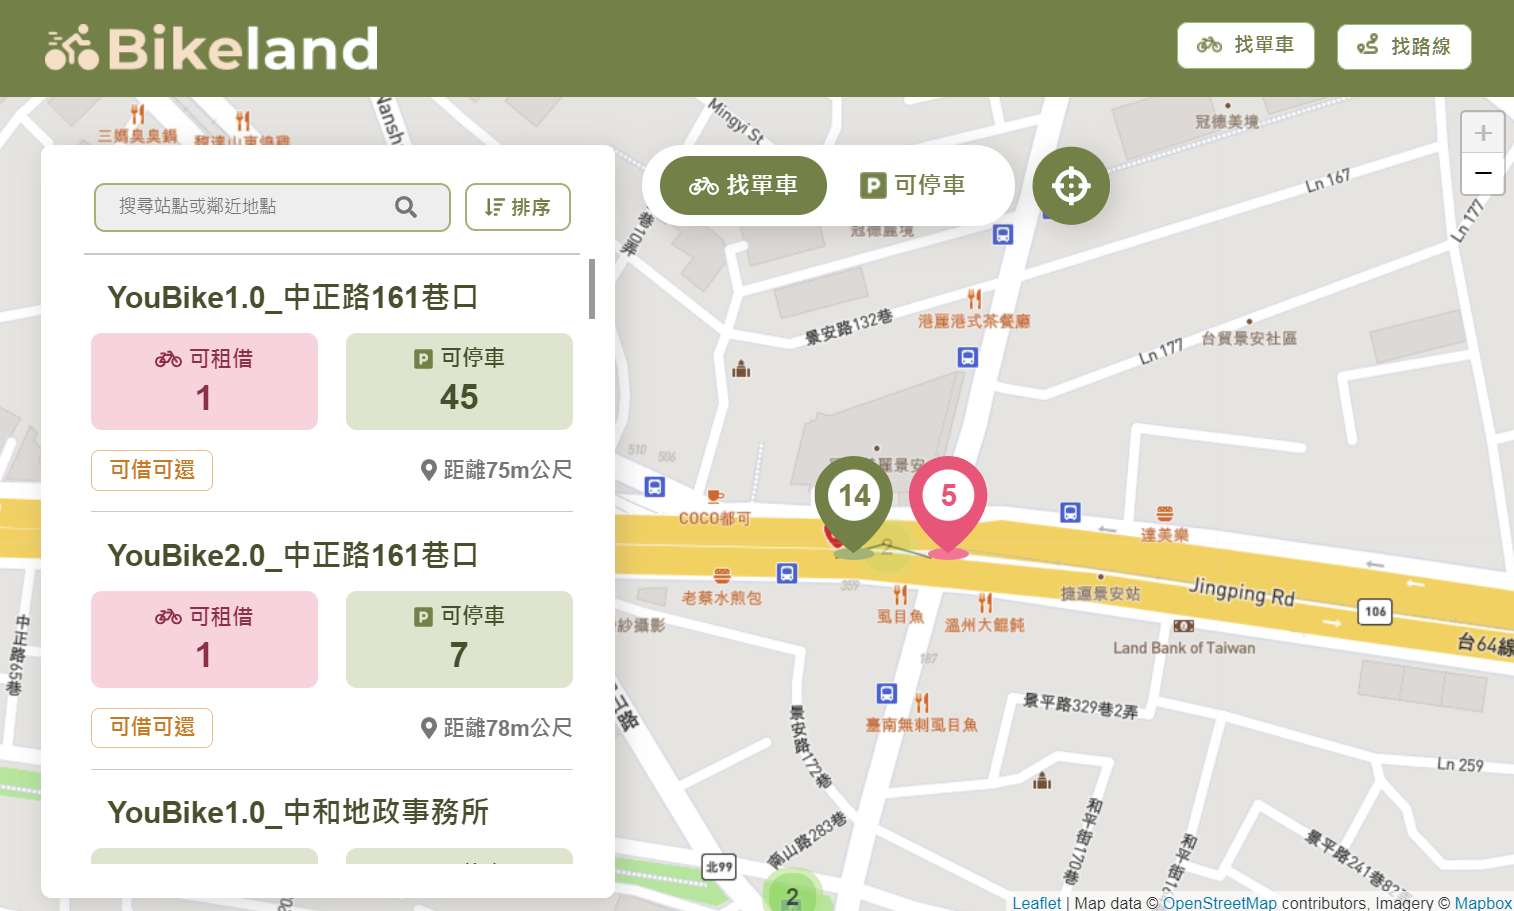 Bikeland
找單車
找路線
搜尋站點或鄰近地點
排序
YouBike1.0_中正路161巷口
可租借
1
可停車
45
可借可還
距離75m公尺
YouBike2.0_中正路161巷口
可租借
1
可停車
7
可借可還
距離78m公尺
YouBike1.0_中和地政事務所
找單車
P 可停車
+
−
三媽臭臭鍋
Nansh
Mingyi St
冠德美境
Ln 167
Ln 177
巷10弄
冠德麗境
景安路132巷
港麗港式茶餐廳
Ln 177
台貿景安社區
510
506
COCO都可
14
5
2
達美樂
老蔡水煎包
359
虱目魚
溫州大餛飩
捷運景安站
Jingping Rd
106
台64線
紗攝影
187
Land Bank of Taiwan
中正路65巷
臺南無刺虱目魚
景平路329巷2弄
景安路172巷
Ln 259
南山路283巷
和平街170巷
和平街
景平路241巷82
北99
2
Leaflet | Map data © OpenStreetMap contributors, Imagery © Mapbox